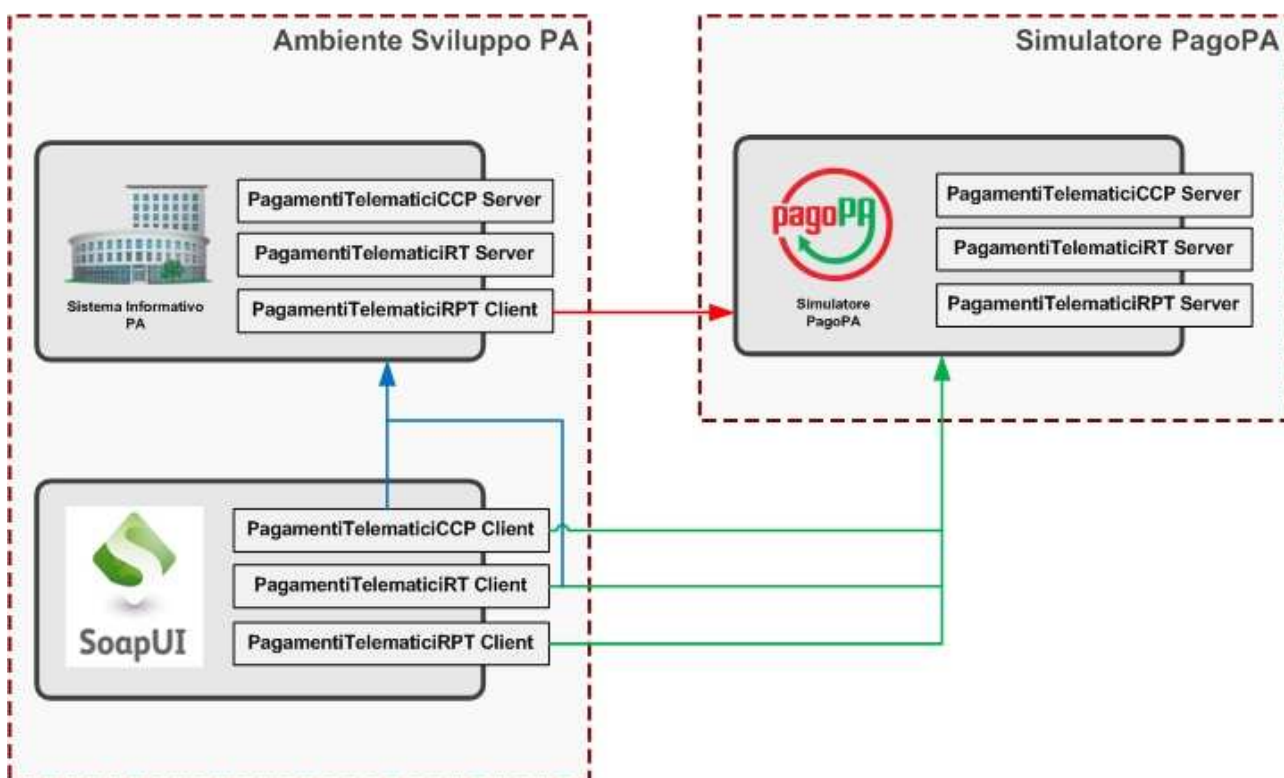 Ambiente Sviluppo PA
Sistema Informativo
PA
PagamentiTelematiciCCP Server
PagamentiTelematiciRT Server
PagamentiTelematiciRPT Client
SoapUI
PagamentiTelematiciCCP Client
PagamentiTelematiciRT Client
PagamentiTelematiciRPT Client
Simulatore PagoPA
pagoPA
Simulatore
PagoPA
PagamentiTelematiciCCP Server
PagamentiTelematiciRT Server
PagamentiTelematiciRPT Server